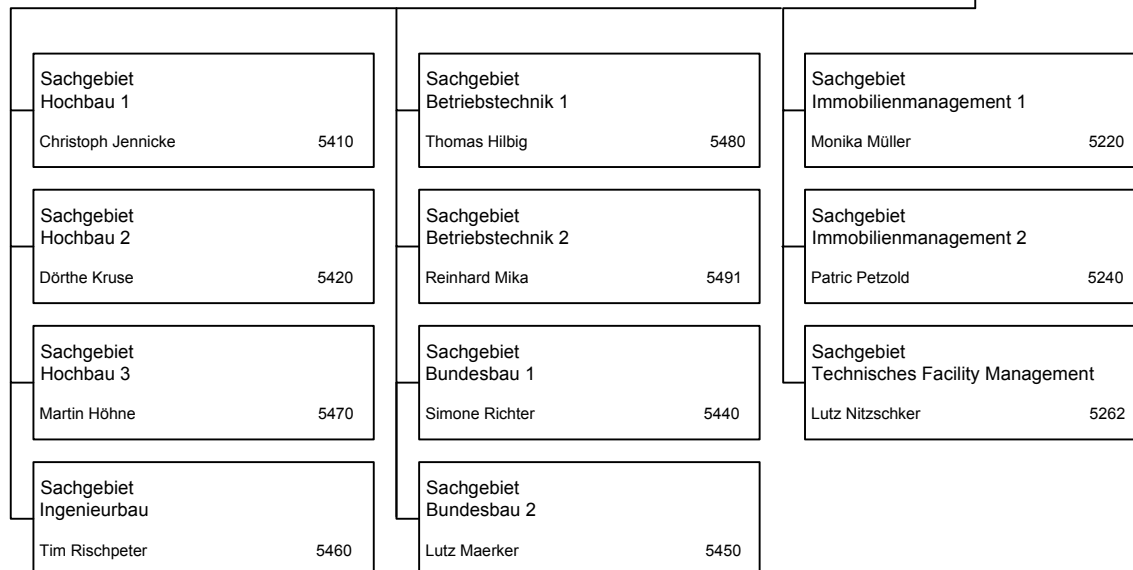 Sachgebiet
Hochbau 1
Christoph Jennicke 5410
Sachgebiet
Hochbau 2
Dörthe Kruse 5420
Sachgebiet
Hochbau 3
Martin Höhne 5470
Sachgebiet
Ingenieurbau
Tim Rischpeter 5460
Sachgebiet
Betriebstechnik 1
Thomas Hilbig 5480
Sachgebiet
Betriebstechnik 2
Reinhard Mika 5491
Sachgebiet
Bundesbau 1
Simone Richter 5440
Sachgebiet
Bundesbau 2
Lutz Maerker 5450
Sachgebiet
Immobilienmanagement 1
Monika Müller 5220
Sachgebiet
Immobilienmanagement 2
Patric Petzold 5240
Sachgebiet
Technisches Facility Management
Lutz Nitzschker 5262